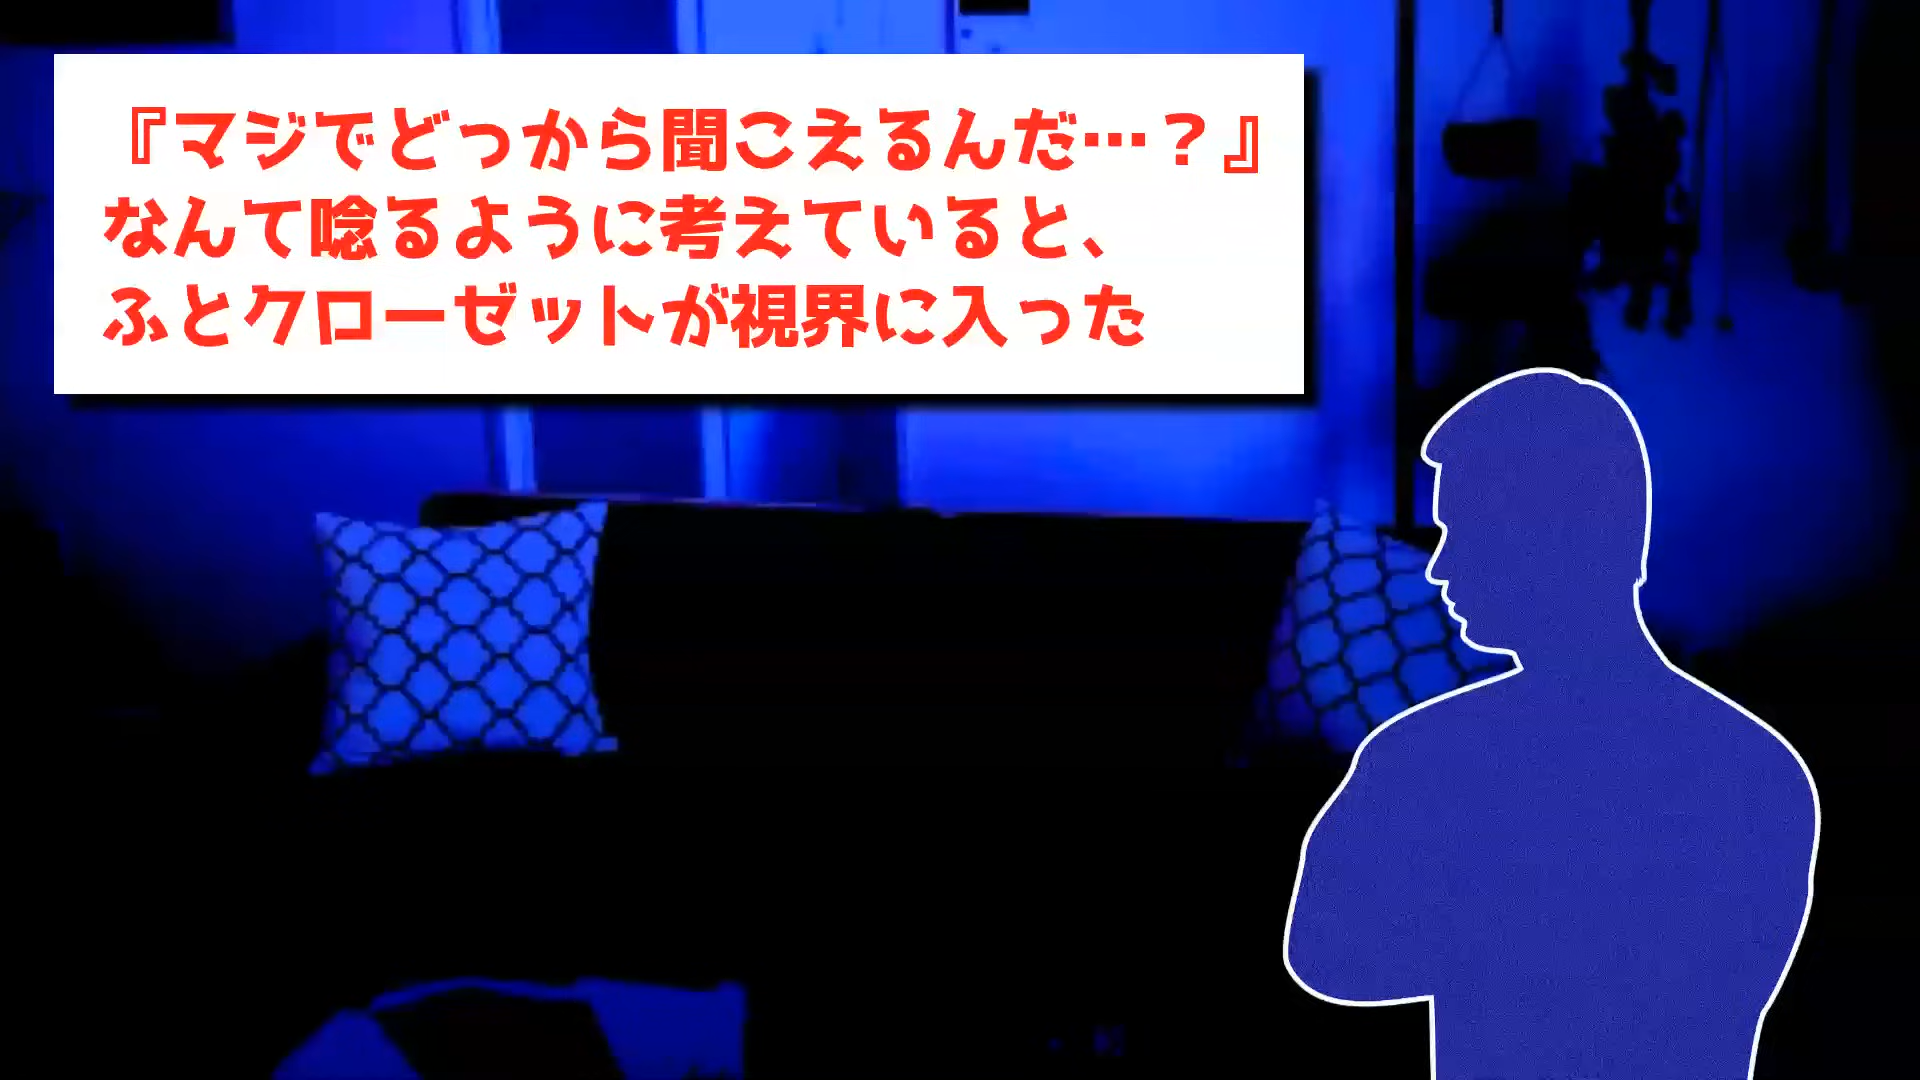 『マジでどっから聞こえるんだ…？』
なんて唸るように考えていると、
ふとクローゼットが視界に入った